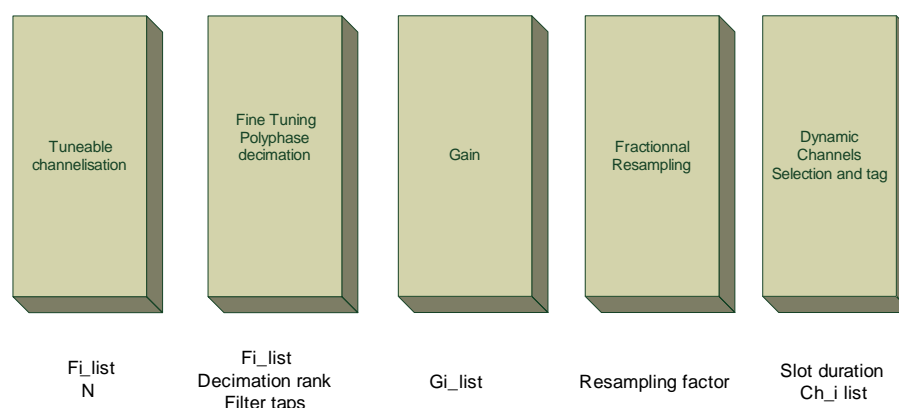 Tuneable
channelisation
Fine Tuning
Polyphase
decimation
Gain
Fractionnal
Resampling
Dynamic
Channels
Selection and tag
Fi_list
N
Fi_list
Decimation rank
Filter taps
Gi_list
Resampling factor
Slot duration
Ch_i list